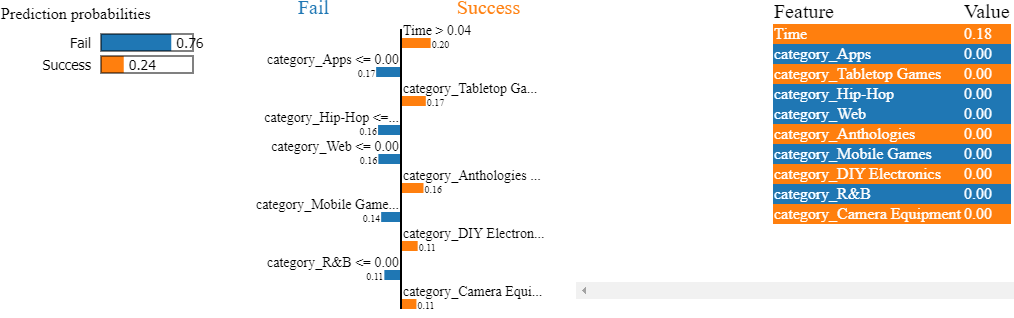 Prediction probabilities
Fail 0.76
Success 0.24
Fail Success
Time > 0.04
0.20
category_Apps <= 0.00
0.17
category_Tabletop Ga...
0.17
category_Hip-Hop <=...
0.16
category_Web <= 0.00
0.16
category_Anthologies ...
0.16
category_Mobile Game...
0.14
category_DIY Electron...
0.11
category_R&B <= 0.00
0.11
category_Camera Equi...
0.11
Feature Value
Time 0.18
category_Apps 0.00
category_Tabletop Games 0.00
category_Hip-Hop 0.00
category_Web 0.00
category_Anthologies 0.00
category_Mobile Games 0.00
category_DIY Electronics 0.00
category_R&B 0.00
category_Camera Equipment 0.00